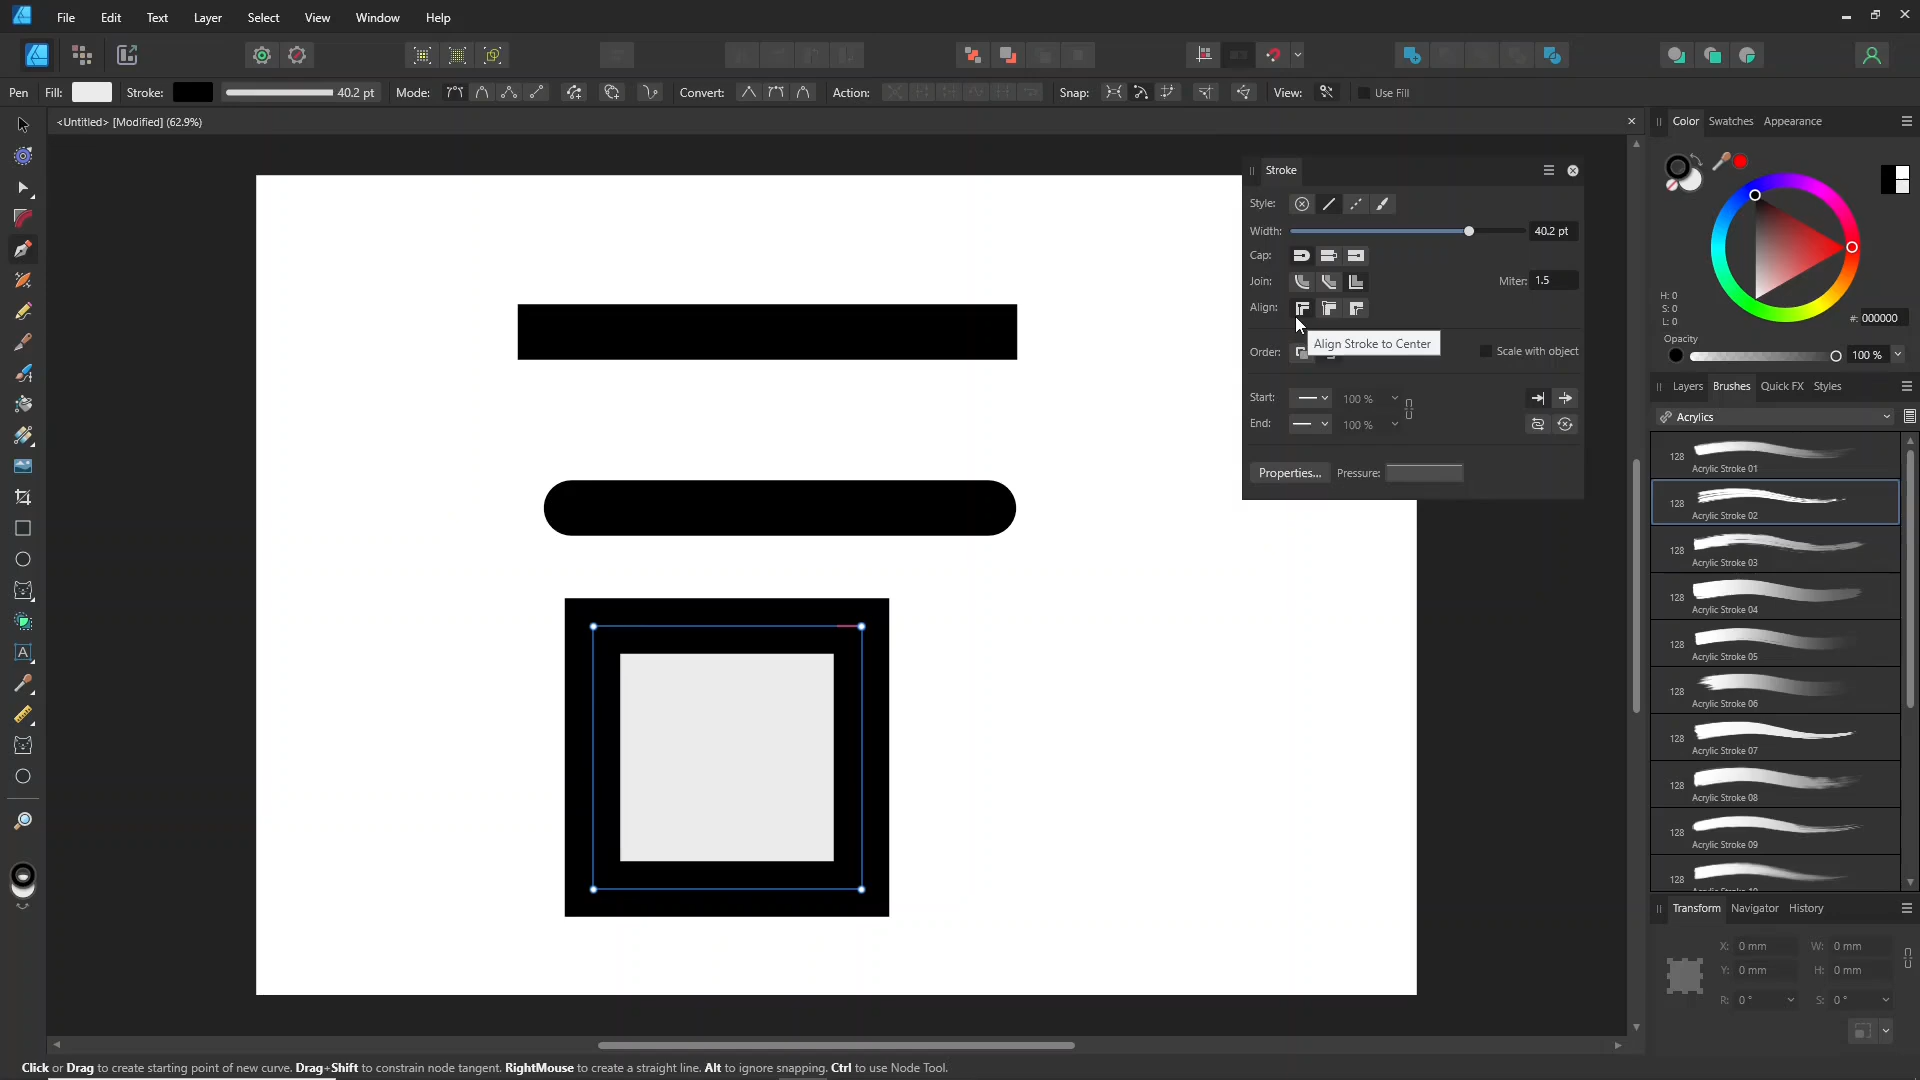 File Edit Text Layer Select View Window Help
Pen Fill: Stroke: 40.2 pt Mode: Convert: Action: Snap: View: Use Fill
<Untitled> [Modified] (62.9%)
Color Swatches Appearance
H: 0
S: 0
L: 0
#: 000000
Opacity
100 %
Stroke
Style:
Width: 40.2 pt
Cap:
Join: Miter: 1.5
Align:
Align Stroke to Center
Order: Scale with object
Start: 100 %
End: 100 %
Properties... Pressure:
Layers Brushes Quick FX Styles
Acrylics
128 Acrylic Stroke 01
128 Acrylic Stroke 02
128 Acrylic Stroke 03
128 Acrylic Stroke 04
128 Acrylic Stroke 05
128 Acrylic Stroke 06
128 Acrylic Stroke 07
128 Acrylic Stroke 08
128 Acrylic Stroke 09
128
Transform Navigator History
X: 0 mm W: 0 mm
Y: 0 mm H: 0 mm
R: 0 ° S: 0 °
Click or Drag to create starting point of new curve. Drag+Shift to constrain node tangent. RightMouse to create a straight line. Alt to ignore snapping. Ctrl to use Node Tool.